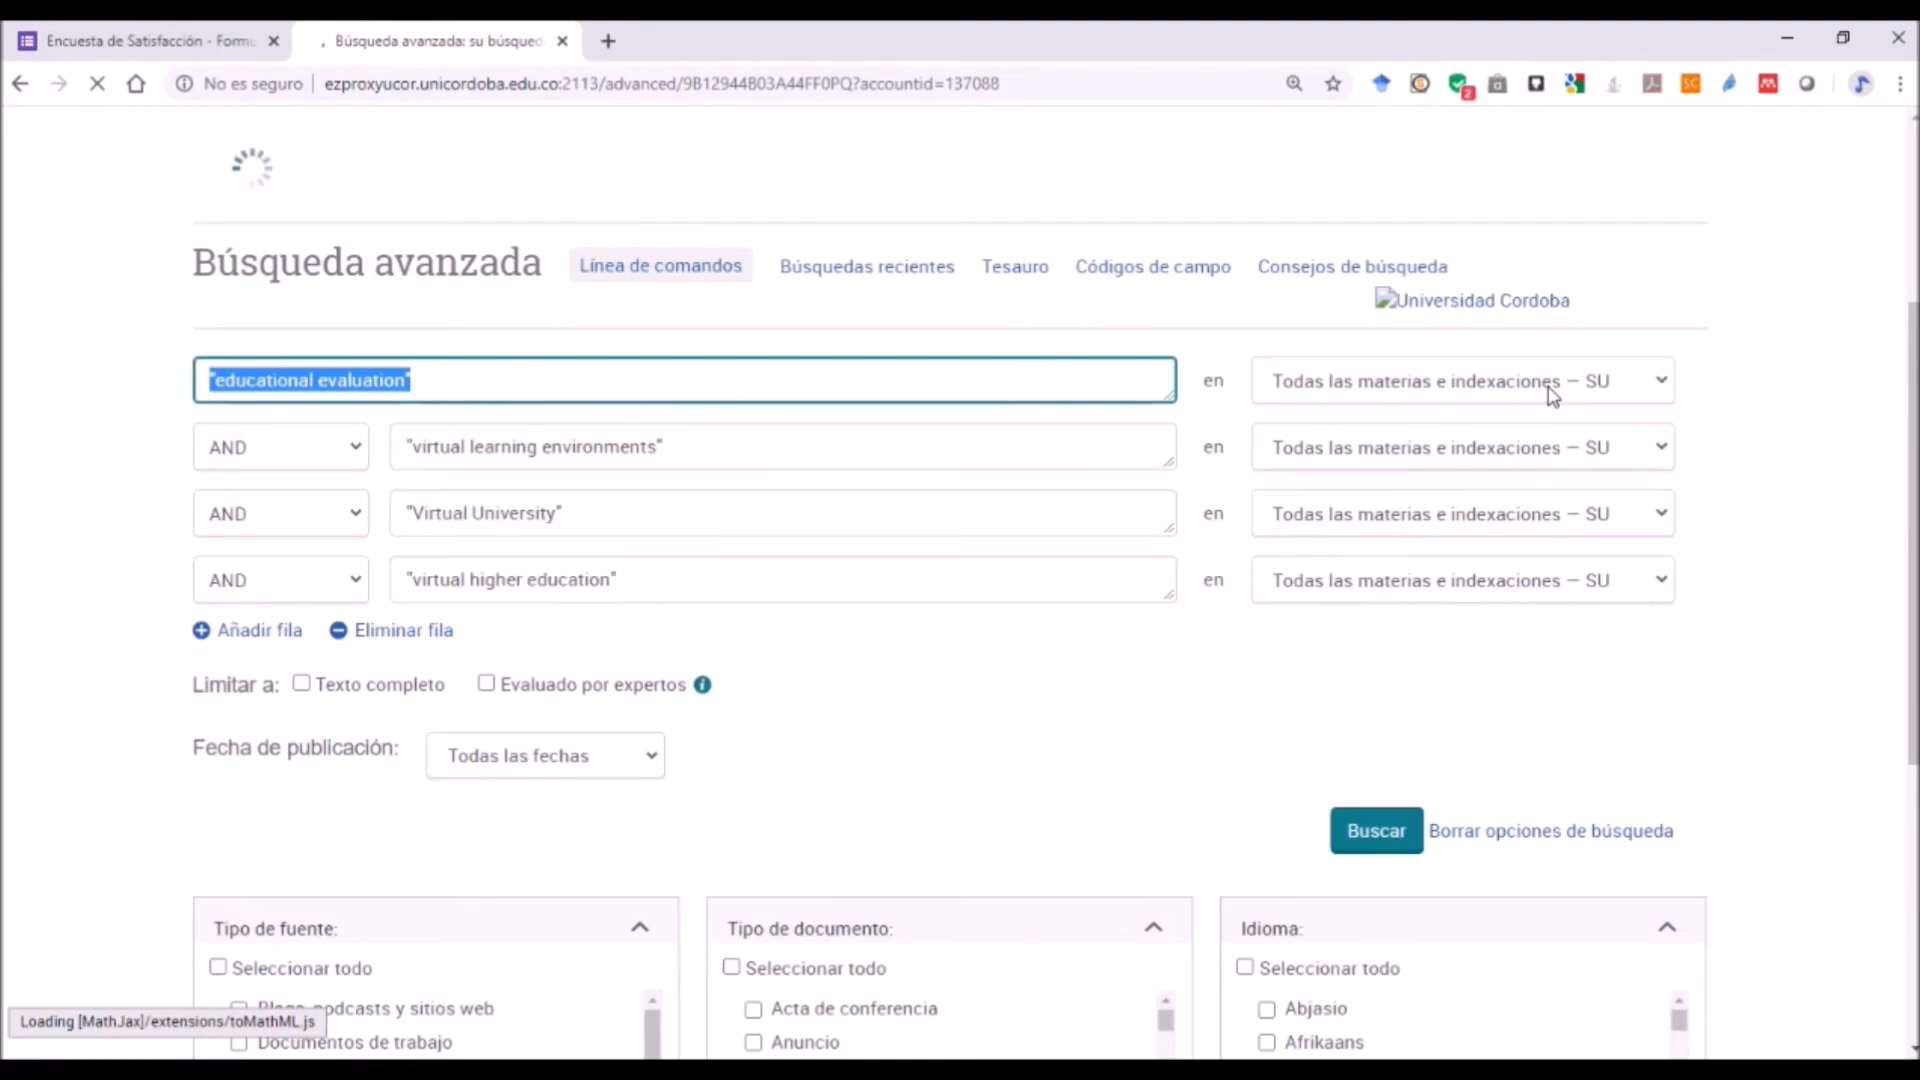 Encuesta de Satisfacción - Formu
Búsqueda avanzada: su búsqued
No es seguro ezproxyucor.unicordoba.edu.co:2113/advanced/9B12944B03A44FF0PQ?accountid=137088
2
SC
Búsqueda avanzada Línea de comandos Búsquedas recientes Tesauro Códigos de campo Consejos de búsqueda
Universidad Cordoba
"educational evaluation" en Todas las materias e indexaciones – SU
AND "virtual learning environments" en Todas las materias e indexaciones – SU
AND "Virtual University" en Todas las materias e indexaciones – SU
AND "virtual higher education" en Todas las materias e indexaciones – SU
Añadir fila Eliminar fila
Limitar a: Texto completo Evaluado por expertos
Fecha de publicación: Todas las fechas
Buscar Borrar opciones de búsqueda
Tipo de fuente: Tipo de documento: Idioma:
Seleccionar todo Seleccionar todo Seleccionar todo
Blogs, podcasts y sitios web Acta de conferencia Abjasio
Loading [MathJax]/extensions/toMathML.js
Documentos de trabajo Anuncio Afrikaans